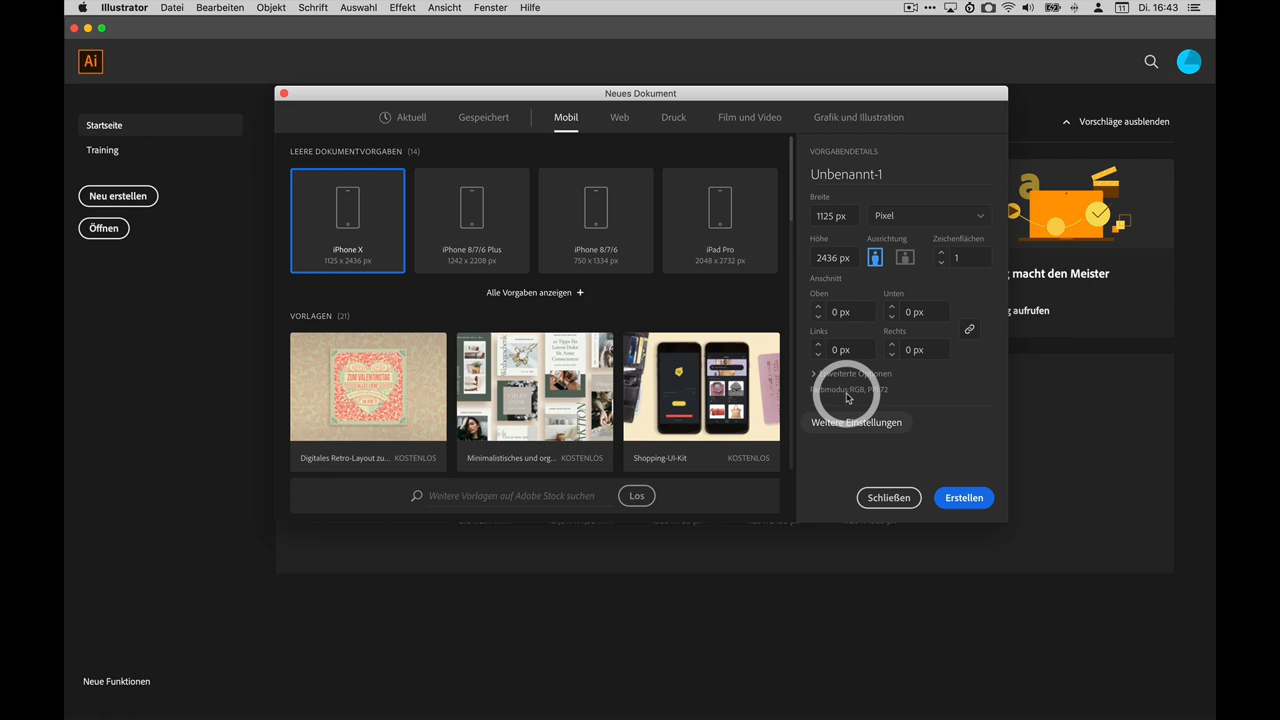 Illustrator Datei Bearbeiten Objekt Schrift Auswahl Effekt Ansicht Fenster Hilfe
11 Di. 16:43
Ai
Neues Dokument
Startseite
Training
Neu erstellen
Öffnen
Aktuell Gespeichert Mobil Web Druck Film und Video Grafik und Illustration
Vorschläge ausblenden
LEERE DOKUMENTVORGABEN (14)
iPhone X
1125 x 2436 px
iPhone 8/7/6 Plus
1242 x 2208 px
iPhone 8/7/6
750 x 1334 px
iPad Pro
2048 x 2732 px
Alle Vorgaben anzeigen +
VORLAGEN (21)
ZUM VALENTINSTAG
ALLES LIEBE
Digitales Retro-Layout zu... KOSTENLOS
Minimalistisches und org... KOSTENLOS
Shopping-UI-Kit KOSTENLOS
Weitere Vorlagen auf Adobe Stock suchen
Los
VORGABENDETAILS
Unbenannt-1
Breite
1125 px Pixel
Höhe Ausrichtung Zeichenflächen
2436 px 1
Anschnitt
Oben Unten
0 px 0 px
Links Rechts
0 px 0 px
Erweiterte Optionen
RGB, 72
Weitere Einstellungen
Schließen Erstellen
a
g macht den Meister
g aufrufen
Neue Funktionen